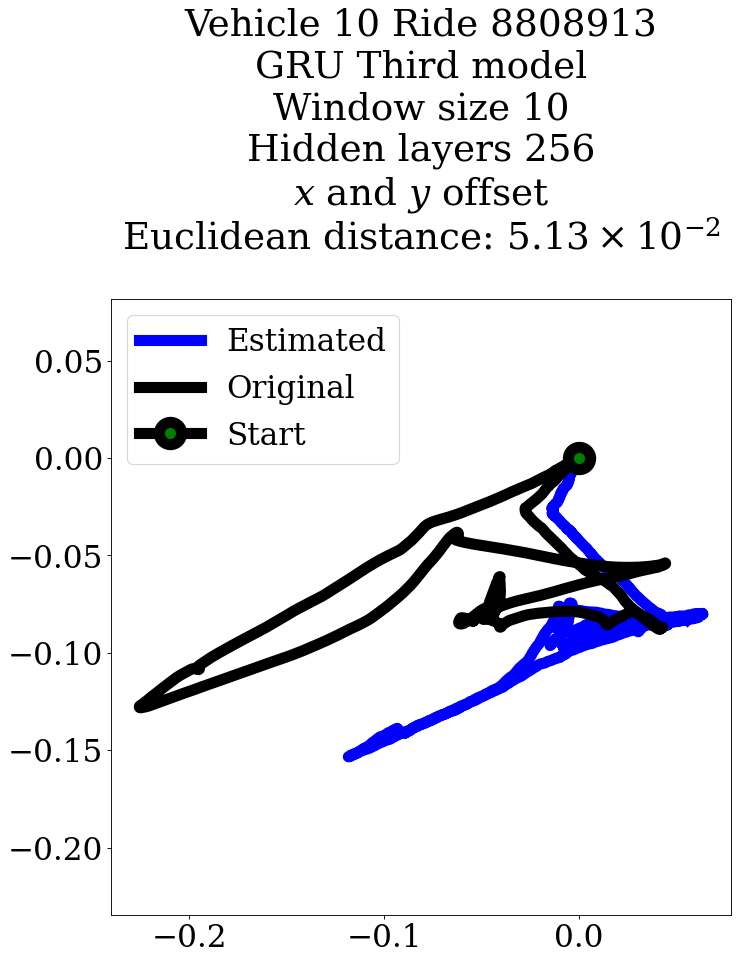 Vehicle 10 Ride 8808913
GRU Third model
Window size 10
Hidden layers 256
x and y offset
Euclidean distance: 5.13 × 10⁻²
Estimated
Original
Start
0.05
0.00
−0.05
−0.10
−0.15
−0.20
−0.2
−0.1
0.0